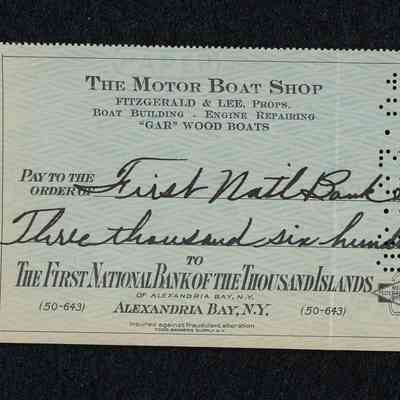 THE MOTOR BOAT SHOP
FITZGERALD & LEE, PROPS.
BOAT BUILDING - ENGINE REPAIRING
"GAR" WOOD BOATS
PAY TO THE
ORDER OF First Nat'l Bank
Three thousand six hund
TO
THE FIRST NATIONAL BANK OF THE THOUSAND ISLANDS
OF ALEXANDRIA BAY, N.Y.
(50-643) ALEXANDRIA BAY, N.Y. (50-643)
Insured against fraudulent alteration